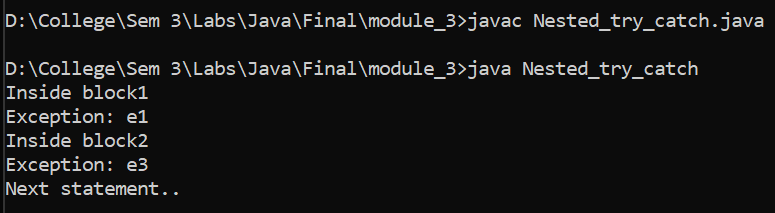 D:\College\Sem 3\Labs\Java\Final\module_3>javac Nested_try_catch.java
D:\College\Sem 3\Labs\Java\Final\module_3>java Nested_try_catch
Inside block1
Exception: e1
Inside block2
Exception: e3
Next statement..